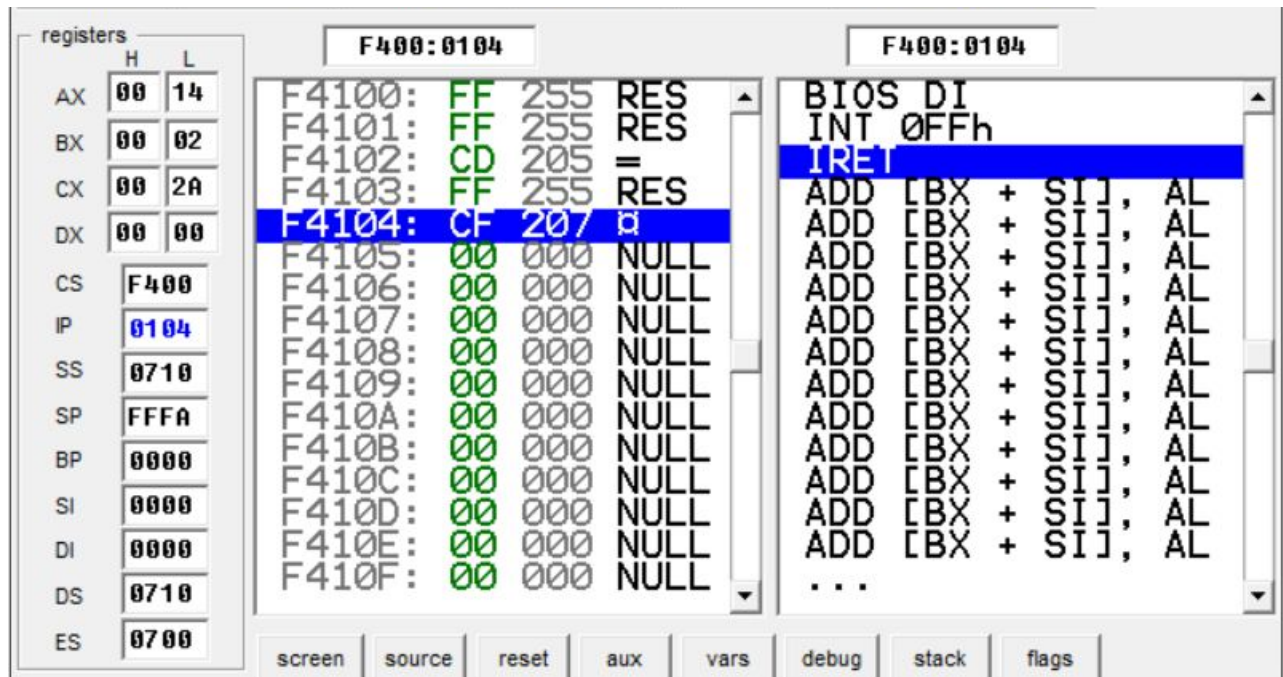 registers
H L
AX 00 14
BX 00 02
CX 00 2A
DX 00 00
CS F400
IP 0104
SS 0710
SP FFFA
BP 0000
SI 0000
DI 0000
DS 0710
ES 0700
F400:0104
F4100: FF 255 RES
F4101: FF 255 RES
F4102: CD 205 =
F4103: FF 255 RES
F4104: CF 207 ¤
F4105: 00 000 NULL
F4106: 00 000 NULL
F4107: 00 000 NULL
F4108: 00 000 NULL
F4109: 00 000 NULL
F410A: 00 000 NULL
F410B: 00 000 NULL
F410C: 00 000 NULL
F410D: 00 000 NULL
F410E: 00 000 NULL
F410F: 00 000 NULL
F400:0104
BIOS DI
INT 0FFh
IRET
ADD [BX + SI], AL
ADD [BX + SI], AL
ADD [BX + SI], AL
ADD [BX + SI], AL
ADD [BX + SI], AL
ADD [BX + SI], AL
ADD [BX + SI], AL
ADD [BX + SI], AL
ADD [BX + SI], AL
ADD [BX + SI], AL
ADD [BX + SI], AL
ADD [BX + SI], AL
...
screen source reset aux vars debug stack flags